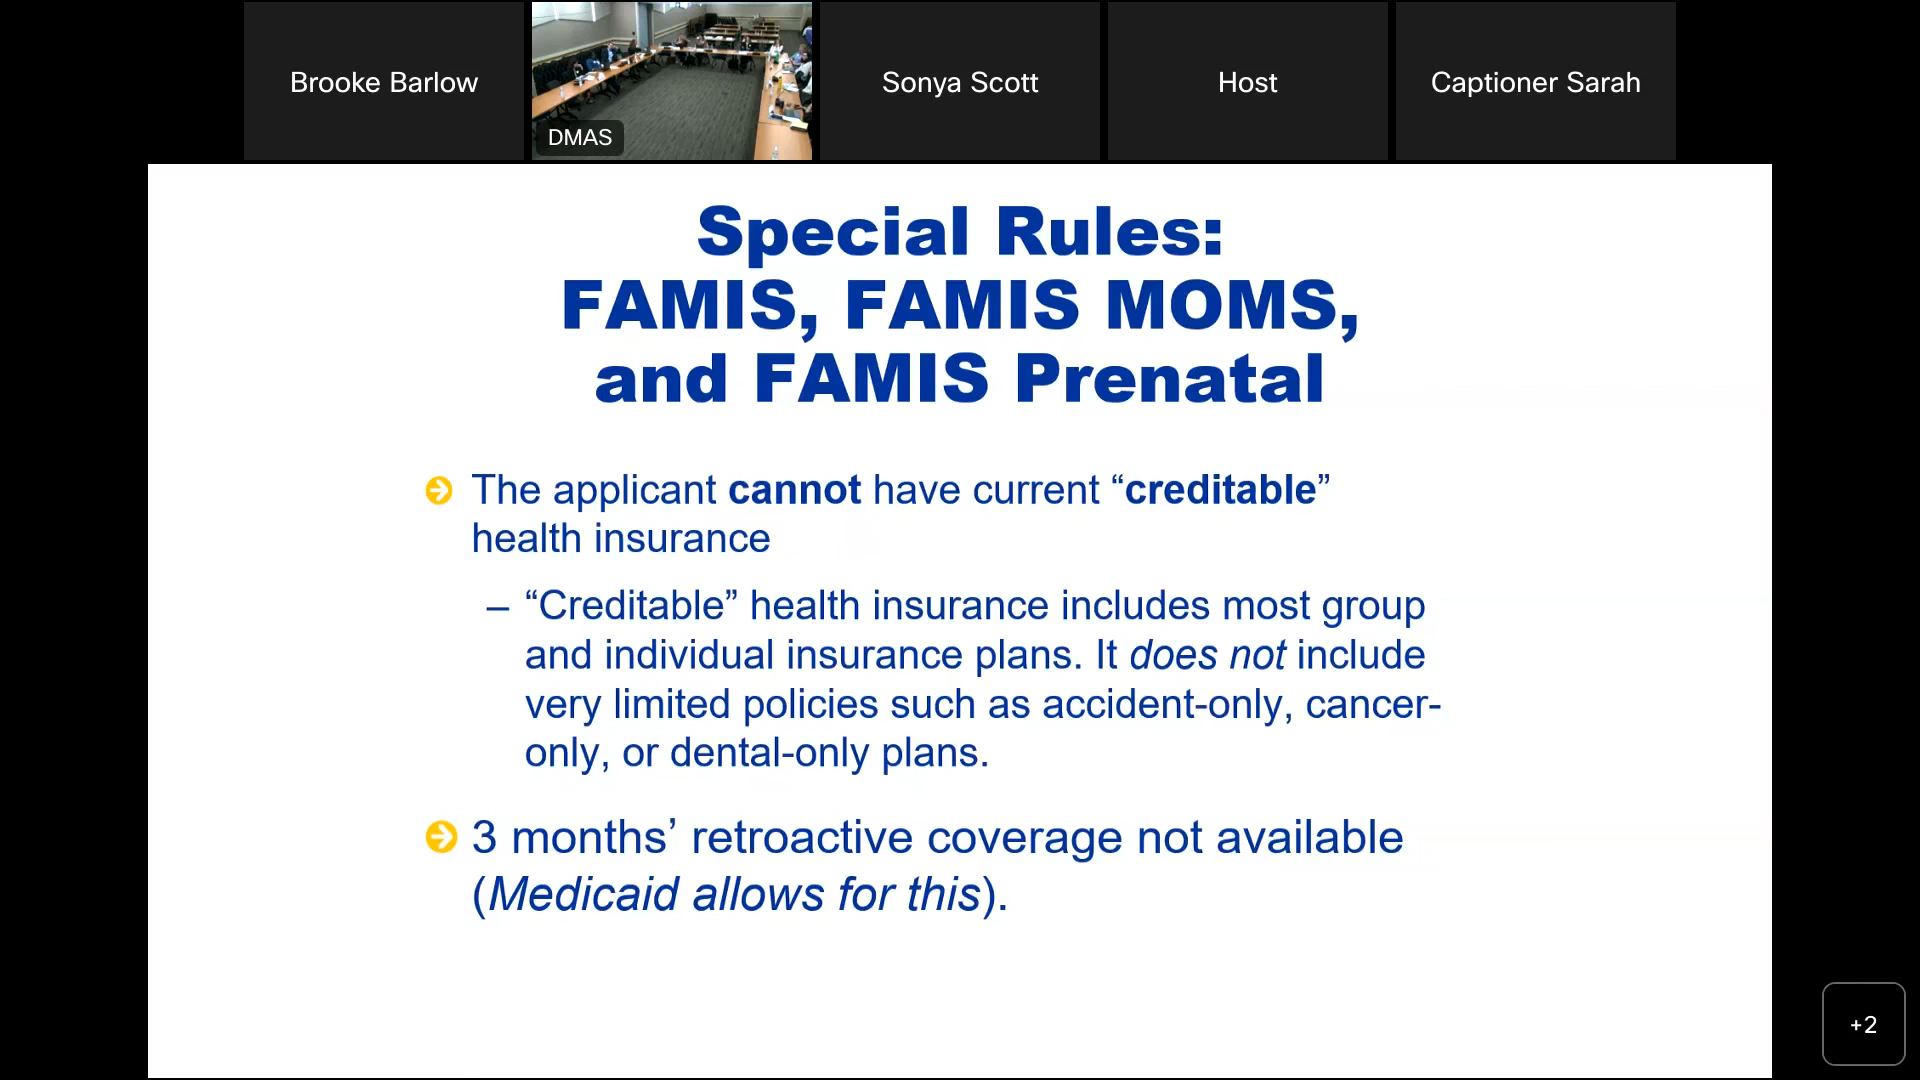 Brooke Barlow
DMAS
Sonya Scott
Host
Captioner Sarah
Special Rules:
FAMIS, FAMIS MOMS,
and FAMIS Prenatal
The applicant cannot have current “creditable”
health insurance
– “Creditable” health insurance includes most group
and individual insurance plans. It does not include
very limited policies such as accident-only, cancer-
only, or dental-only plans.
3 months’ retroactive coverage not available
(Medicaid allows for this).
+2